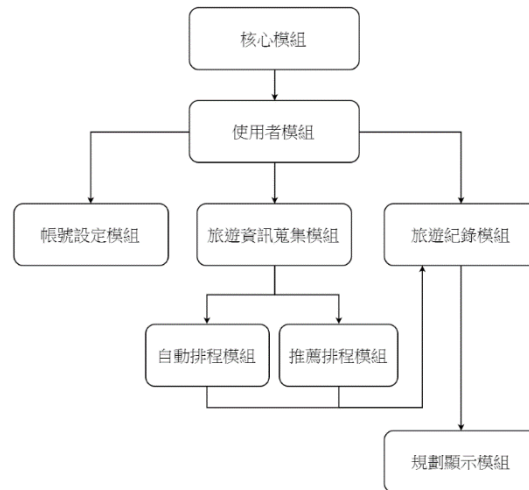 核心模組
使用者模組
帳號設定模組
旅遊資訊蒐集模組
旅遊紀錄模組
自動排程模組
推薦排程模組
規劃顯示模組